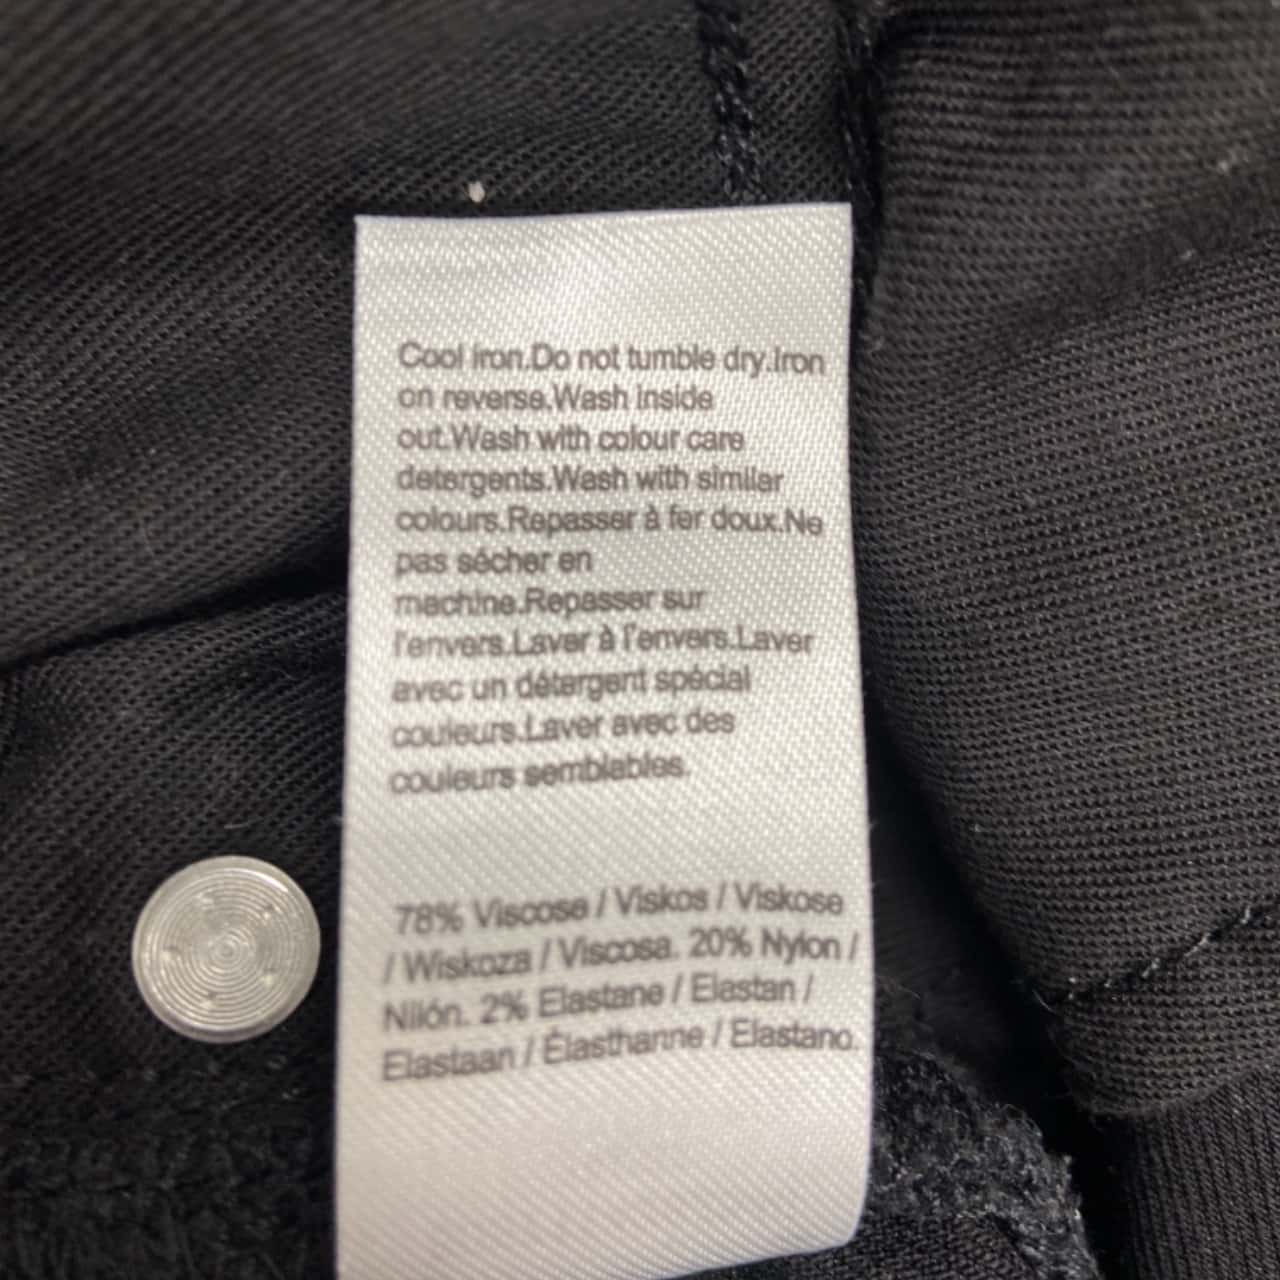 Cool iron.Do not tumble dry.Iron
on reverse.Wash inside
out.Wash with colour care
detergents.Wash with similar
colours.Repasser à fer doux.Ne
pas sécher en
machine.Repasser sur
l'envers.Laver à l'envers.Laver
avec un détergent spécial
couleurs.Laver avec des
couleurs semblables.
78% Viscose / Viskos / Viskose
/ Wiskoza / Viscosa. 20% Nylon /
Nilón. 2% Elastane / Elastan /
Elastaan / Élasthanne / Elastano.